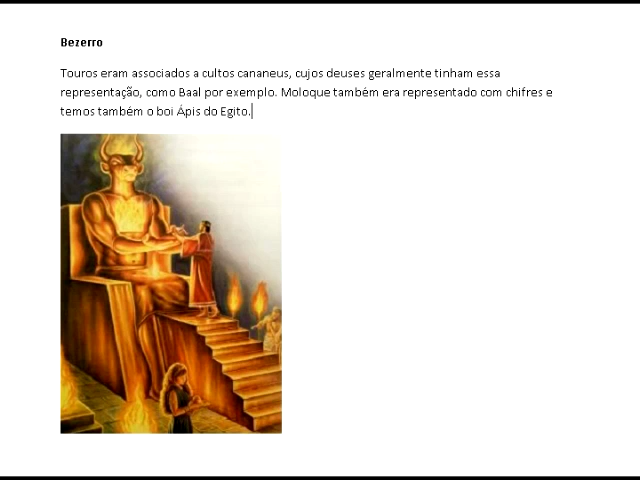 Bezerro
Touros eram associados a cultos cananeus, cujos deuses geralmente tinham essa
representação, como Baal por exemplo. Moloque também era representado com chifres e
temos também o boi Ápis do Egito.